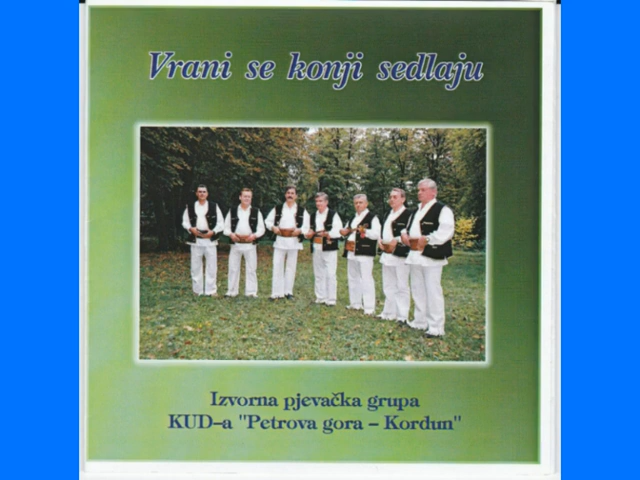 Vrani se konji sedlaju
Izvorna pjevačka grupa
KUD-a "Petrova gora – Kordun"